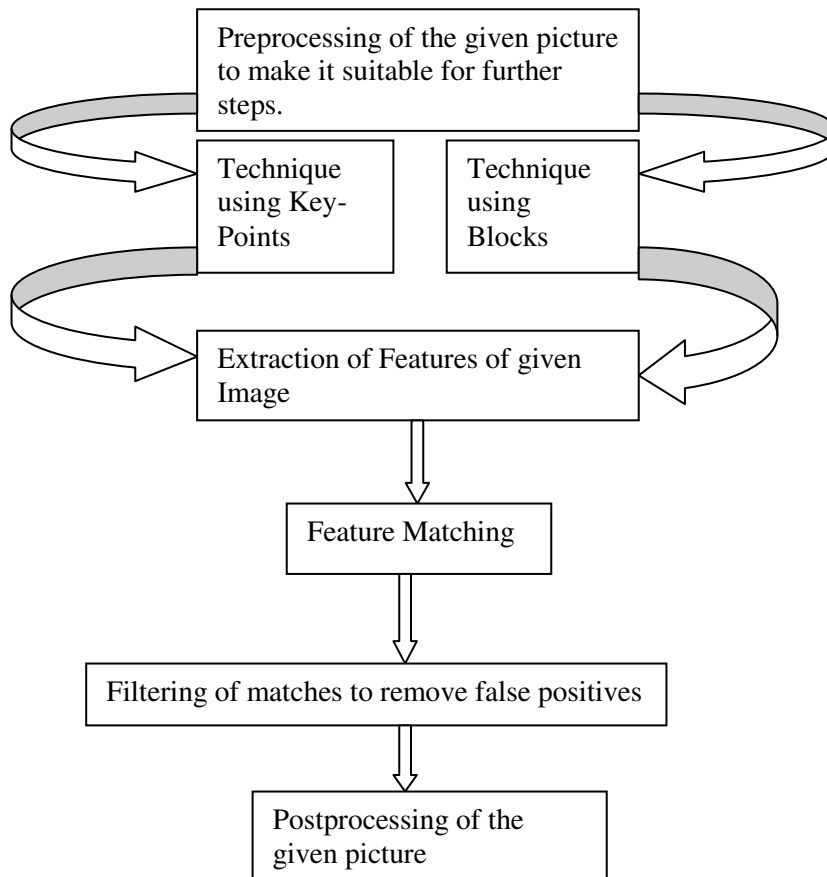 Preprocessing of the given picture
to make it suitable for further
steps.
Technique
using Key-
Points
Technique
using
Blocks
Extraction of Features of given
Image
Feature Matching
Filtering of matches to remove false positives
Postprocessing of the
given picture